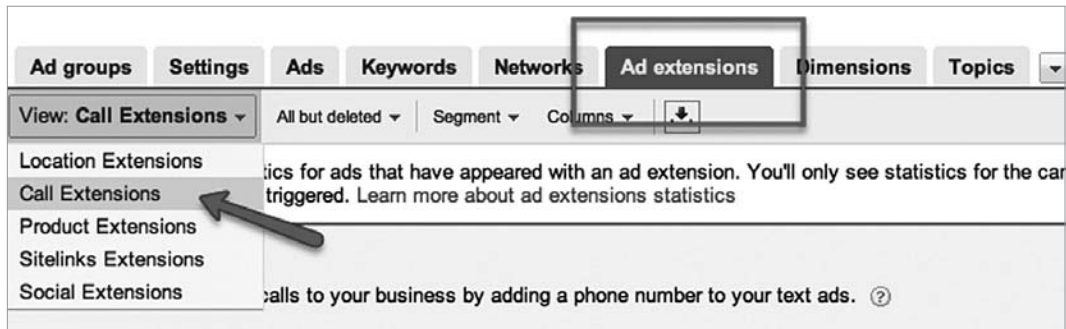 Ad groups Settings Ads Keywords Networks Ad extensions Dimensions Topics
View: Call Extensions All but deleted Segment Columns
Location Extensions
tics for ads that have appeared with an ad extension. You'll only see statistics for the
Call Extensions
triggered. Learn more about ad extensions statistics
Product Extensions
Sitelinks Extensions
Social Extensions
calls to your business by adding a phone number to your text ads. ?